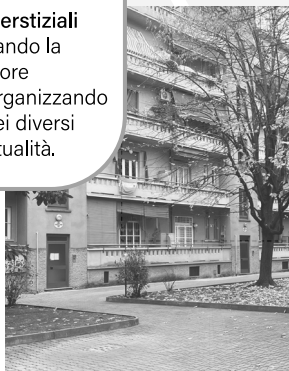 erstiziali
ando la
ore
rganizzando
ei diversi
tualità.